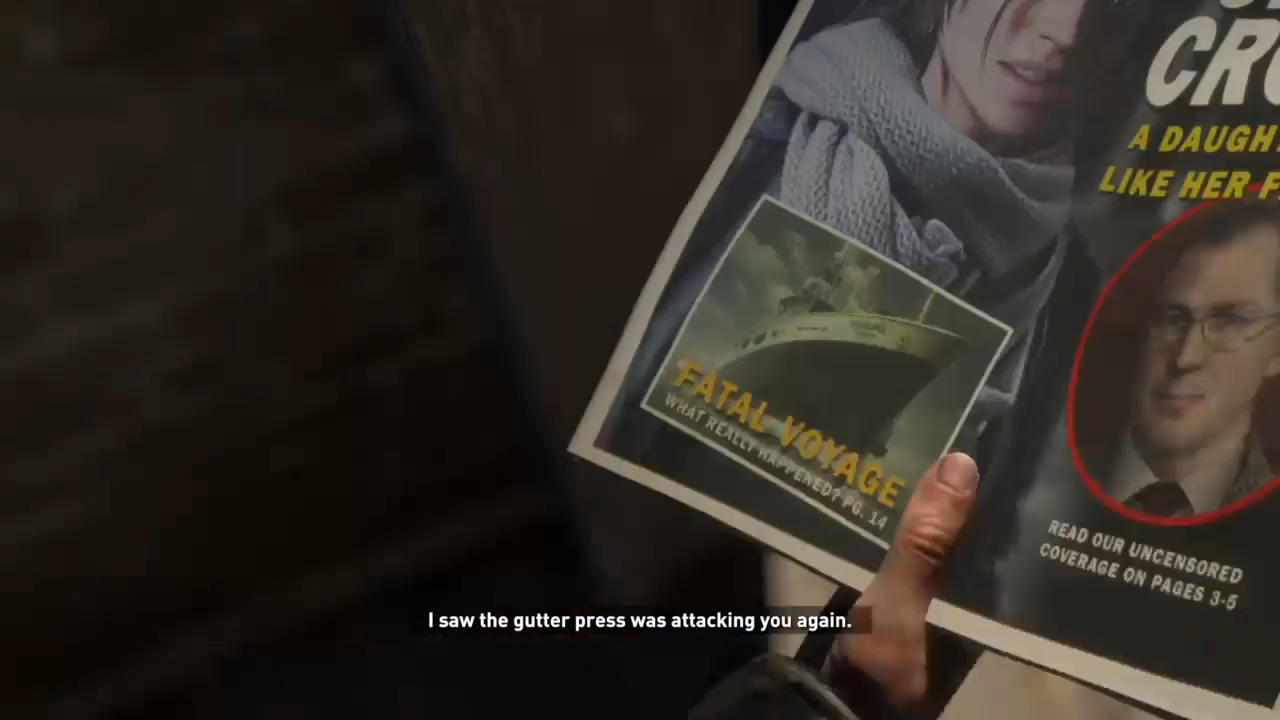 CR
A DAUGH
LIKE HER F
FATAL VOYAGE
WHAT REALLY HAPPENED? PG. 14
READ OUR UNCENSORED
COVERAGE ON PAGES 3-5
I saw the gutter press was attacking you again.